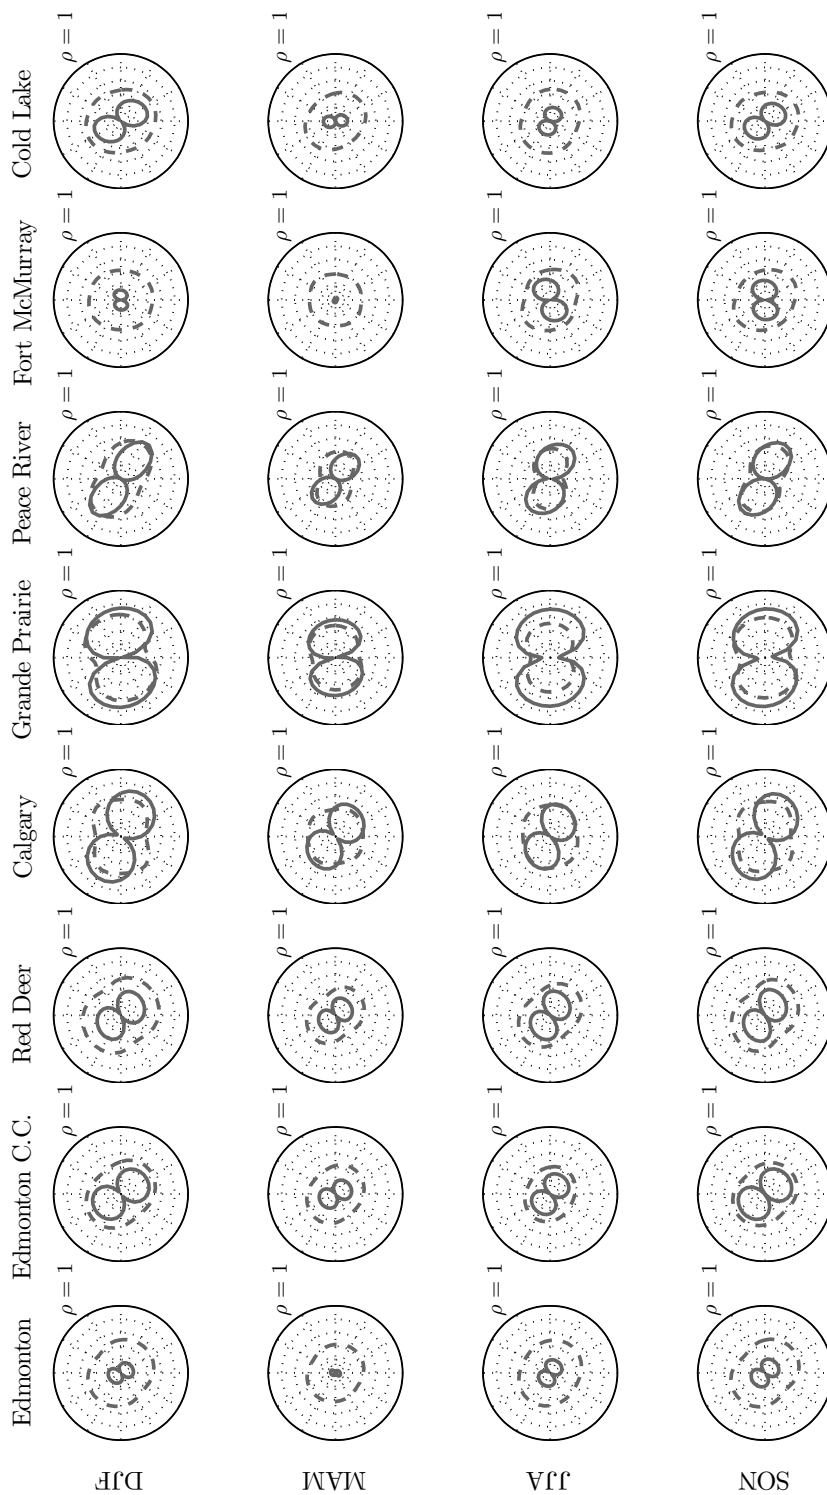 Edmonton
Edmonton C.C.
Red Deer
Calgary
Grande Prairie
Peace River
Fort McMurray
Cold Lake
DJF
ρ = 1
ρ = 1
ρ = 1
ρ = 1
ρ = 1
ρ = 1
ρ = 1
ρ = 1
MAM
ρ = 1
ρ = 1
ρ = 1
ρ = 1
ρ = 1
ρ = 1
ρ = 1
ρ = 1
JJA
ρ = 1
ρ = 1
ρ = 1
ρ = 1
ρ = 1
ρ = 1
ρ = 1
ρ = 1
SON
ρ = 1
ρ = 1
ρ = 1
ρ = 1
ρ = 1
ρ = 1
ρ = 1
ρ = 1